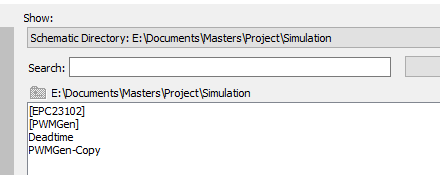 Show:
Schematic Directory: E:\Documents\Masters\Project\Simulation
Search:
E:\Documents\Masters\Project\Simulation
[EPC23102]
[PWMGen]
Deadtime
PWMGen-Copy